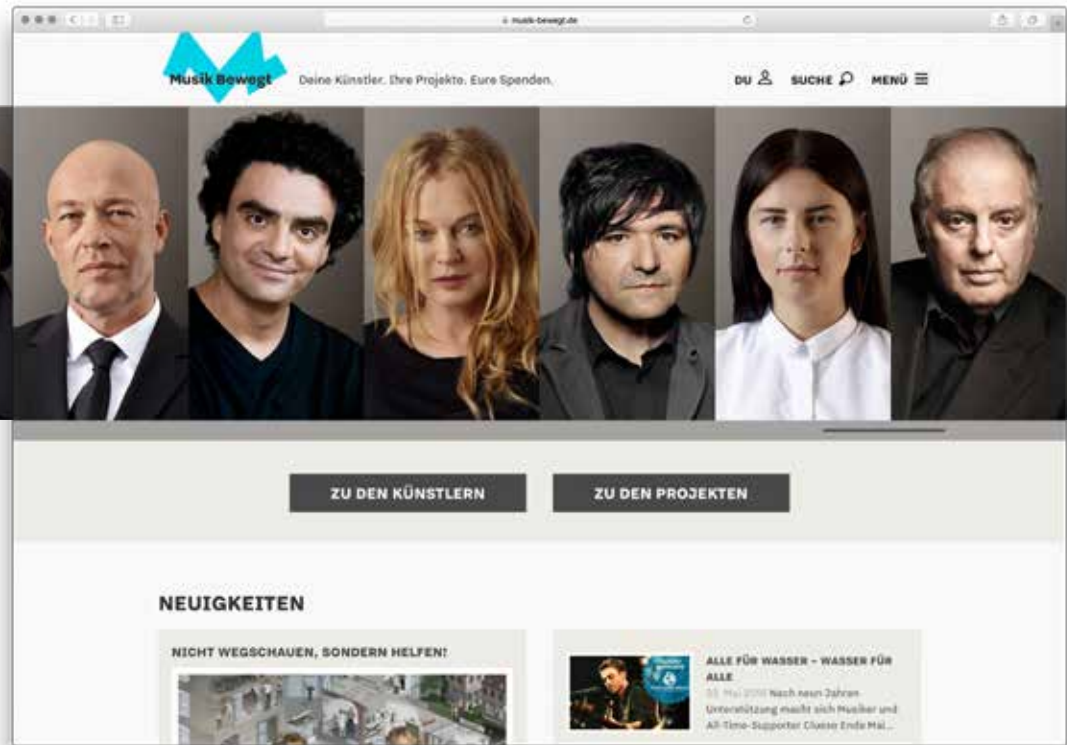 musik-bewegt.de
Musik Bewegt
Deine Künstler. Ihre Projekte. Eure Spenden.
DU
SUCHE
MENÜ
ZU DEN KÜNSTLERN
ZU DEN PROJEKTEN
NEUIGKEITEN
NICHT WEGSCHAUEN, SONDERN HELFEN!
ALLE FÜR WASSER – WASSER FÜR
ALLE
Mai Nach neun Jahren
Unterstützung macht sich Musiker und
All-Time-Supporter Clueso Ende Mai...